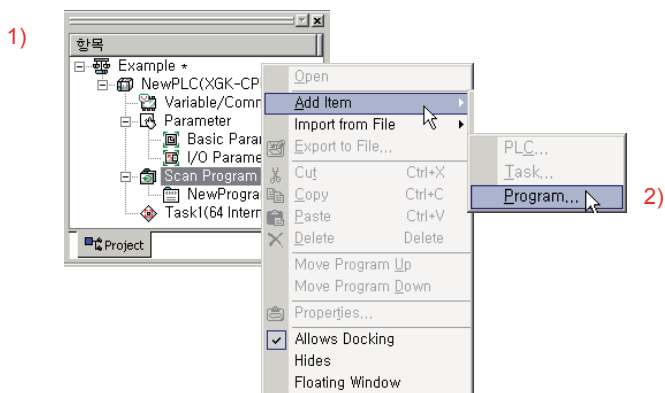 1)
항목
Example *
NewPLC(XGK-CP
Variable/Comm
Parameter
Basic Para
I/O Parame
Scan Program
NewProgra
Task1(64 Intern
Project
Open
Add Item
Import from File
Export to File...
Cut Ctrl+X
Copy Ctrl+C
Paste Ctrl+V
Delete Delete
Move Program Up
Move Program Down
Properties...
Allows Docking
Hides
Floating Window
PLC...
Task...
Program...
2)